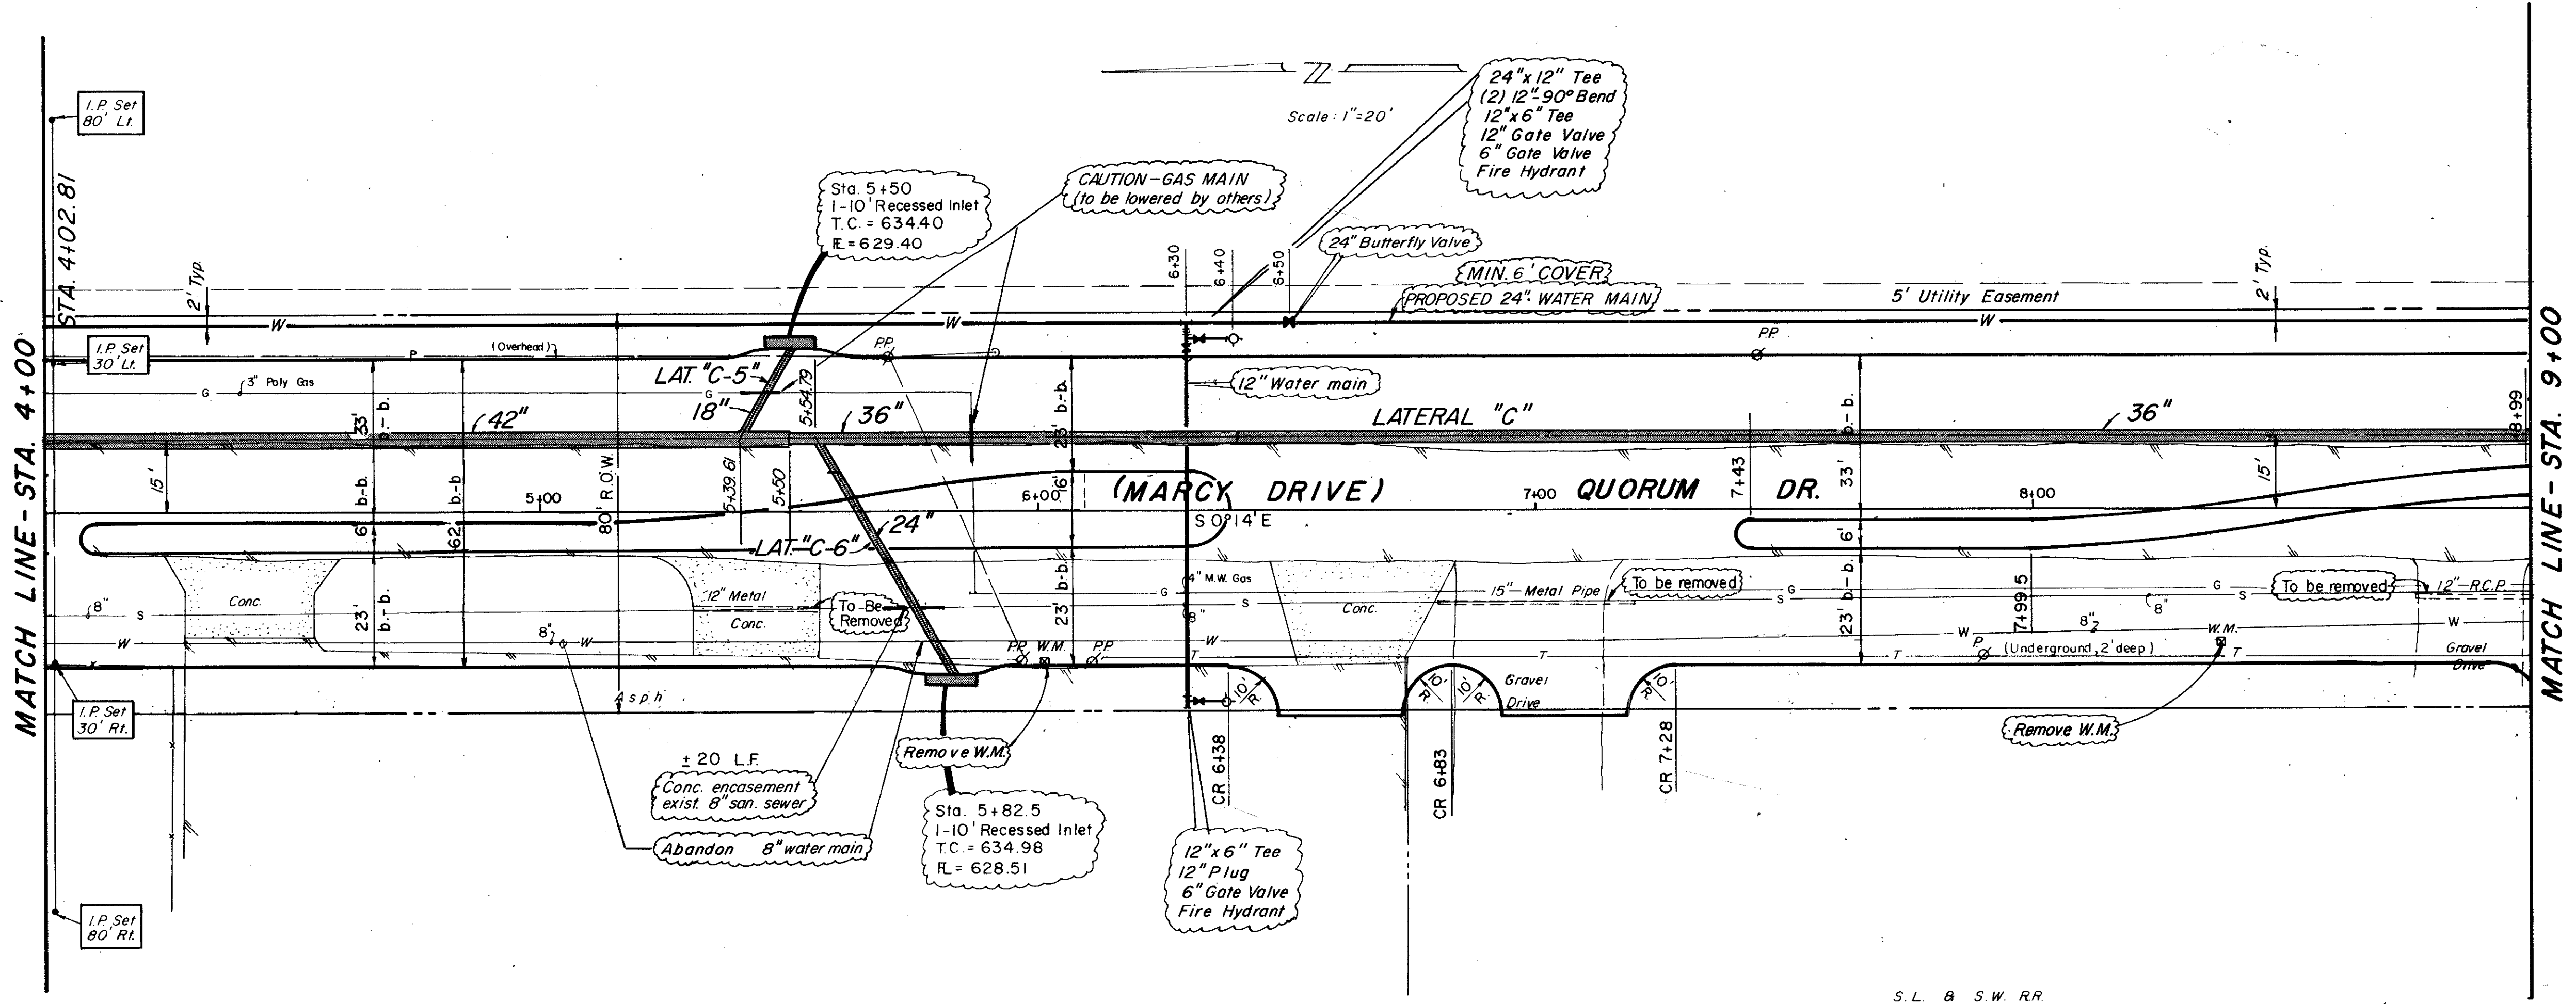 MATCH LINE-STA. 4+00
STA. 4+02.81
I.P. Set
80' Lt.
I.P. Set
30' Lt.
I.P. Set
30' Rt.
I.P. Set
80' Rt.
2' Typ.
Sta. 5+50
1-10' Recessed Inlet
T.C. = 634.40
FL = 629.40
CAUTION-GAS MAIN
(to be lowered by others)
Scale: 1"=20'
24"x 12" Tee
(2) 12"-90° Bend
12"x 6" Tee
12" Gate Valve
6" Gate Valve
Fire Hydrant
6+30
6+40
6+50
24" Butterfly Valve
MIN. 6' COVER
PROPOSED 24" WATER MAIN
5' Utility Easement
2' Typ.
W
W
W
P
(Overhead)
P.P.
P.P.
G
3" Poly Gas
G
LAT. "C-5"
18"
5+54.79
42"
36"
12" Water main
LATERAL "C"
36"
8+99
33'
b.-b.
23' b.-b.
33' b.-b.
15'
15'
6'
b.-b.
62' b.-b.
80' R.O.W.
5+00
5+39.61
5+50
6+00
6'
(MARCY DRIVE)
QUORUM DR.
7+00
7+43
8+00
S 0°14' E
24"
LAT. "C-6"
6'
23'
b.-b.
23' b.-b.
23' b.-b.
7+99.5
8"
S
W
Conc.
12" Metal
Conc.
To Be
Removed
8"
W
4" M.W. Gas
G
S
8"
W
T
Conc.
15" Metal Pipe
To be removed
S
G
S
8"
To be removed
12" R.C.P.
8"
W
W
W.M.
P.
(Underground, 2' deep)
T
T
T
Gravel
Drive
P.P.
W.M.
P.P.
Asph.
10' R.
10' R.
10' R.
10' R.
Gravel
Drive
CR 6+38
CR 6+83
CR 7+28
Remove W.M.
Remove W.M.
± 20 L.F.
Conc. encasement
exist. 8" san. sewer
Abandon 8" water main
Sta. 5+82.5
1-10' Recessed Inlet
T.C. = 634.98
FL = 628.51
12"x 6" Tee
12" Plug
6" Gate Valve
Fire Hydrant
S.L. & S.W. R.R.
MATCH LINE-STA. 9+00